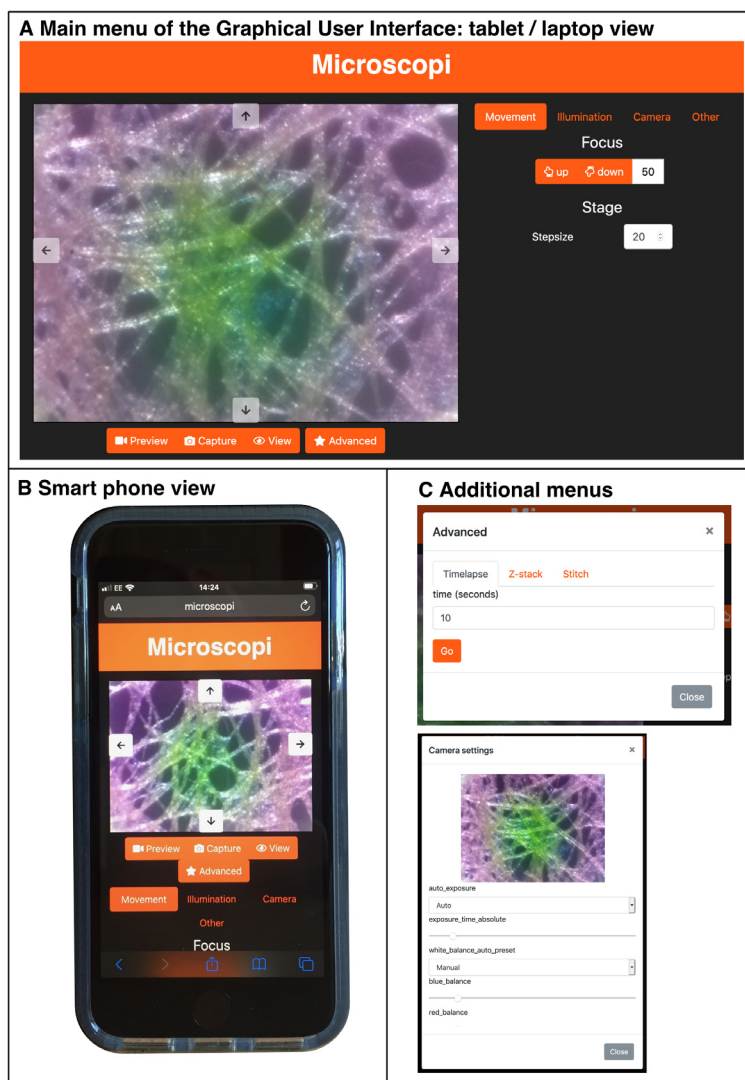 A Main menu of the Graphical User Interface: tablet / laptop view
Microscopi
Movement Illumination Camera Other
Focus
up down 50
Stage
Stepsize 20
Preview Capture View Advanced
B Smart phone view
EE 14:24
AA microscopi
Microscopi
Preview Capture View
Advanced
Movement Illumination Camera
Other
Focus
C Additional menus
Advanced ×
Timelapse Z-stack Stitch
time (seconds)
10
Go
Close
Camera settings ×
auto_exposure
Auto
exposure_time_absolute
white_balance_auto_preset
Manual
blue_balance
red_balance
Close